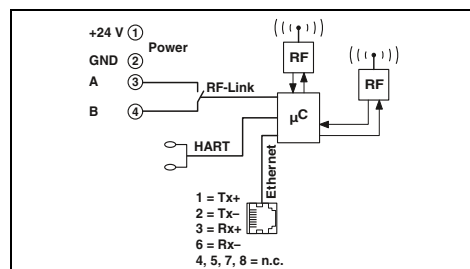 +24 V 1
Power
GND 2
A 3
RF-Link
B 4
HART
RF
RF
µC
Ethernet
1 = Tx+
2 = Tx–
3 = Rx+
6 = Rx–
4, 5, 7, 8 = n.c.